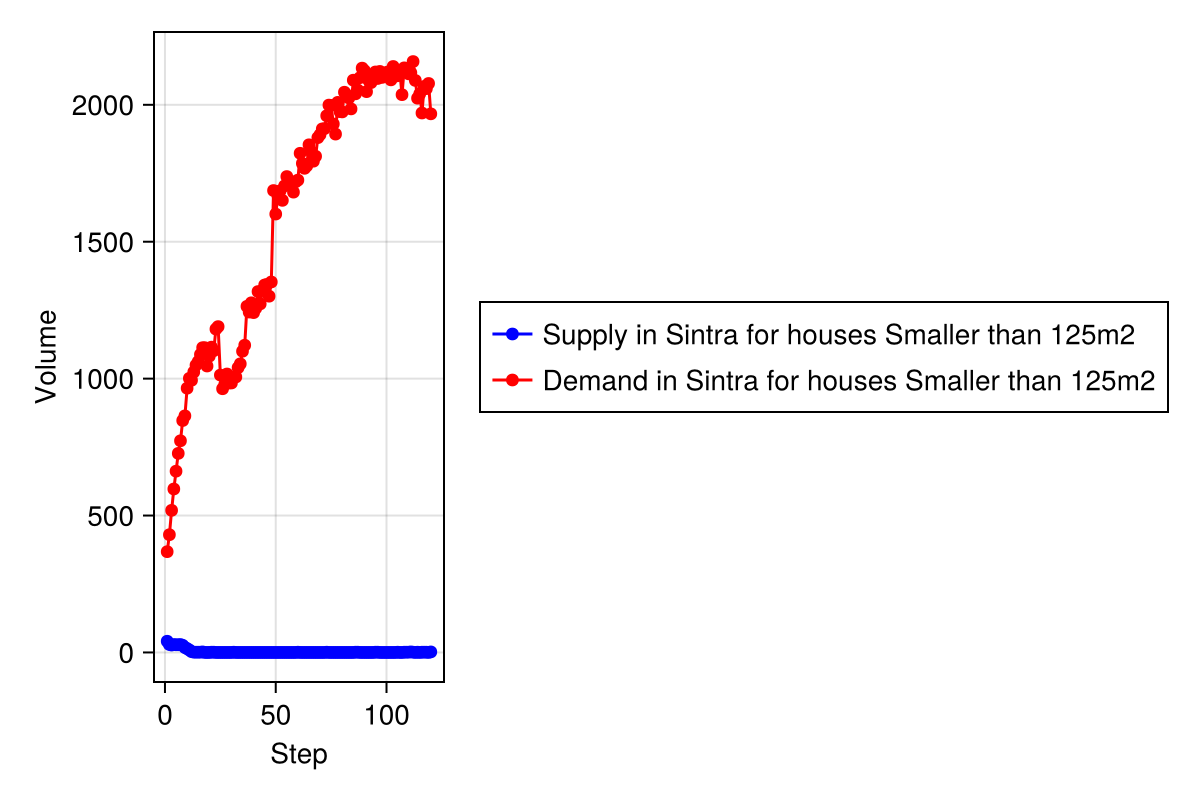 Volume
2000
1500
1000
500
0
0 50 100
Step
Supply in Sintra for houses Smaller than 125m2
Demand in Sintra for houses Smaller than 125m2